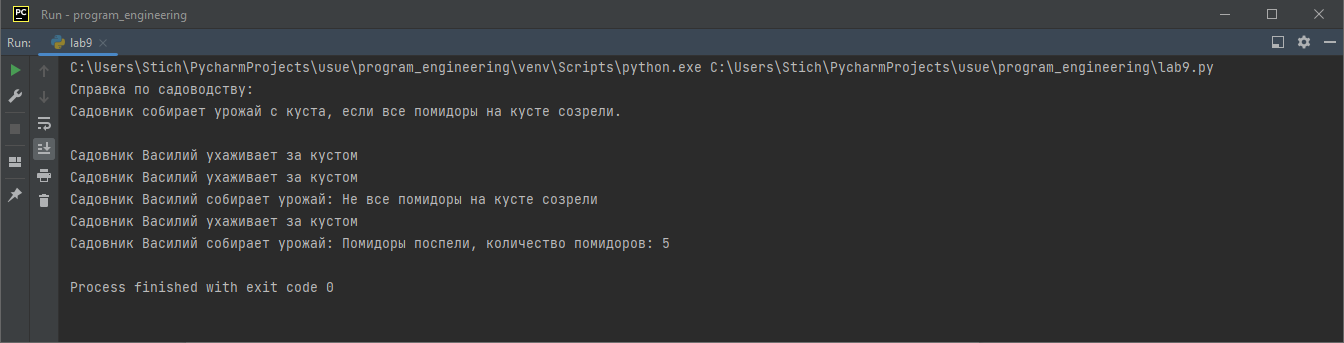 PC Run - program_engineering
Run: lab9
C:\Users\Stich\PycharmProjects\usue\program_engineering\venv\Scripts\python.exe C:\Users\Stich\PycharmProjects\usue\program_engineering\lab9.py
Справка по садоводству:
Садовник собирает урожай с куста, если все помидоры на кусте созрели.
Садовник Василий ухаживает за кустом
Садовник Василий ухаживает за кустом
Садовник Василий собирает урожай: Не все помидоры на кусте созрели
Садовник Василий ухаживает за кустом
Садовник Василий собирает урожай: Помидоры поспели, количество помидоров: 5
Process finished with exit code 0